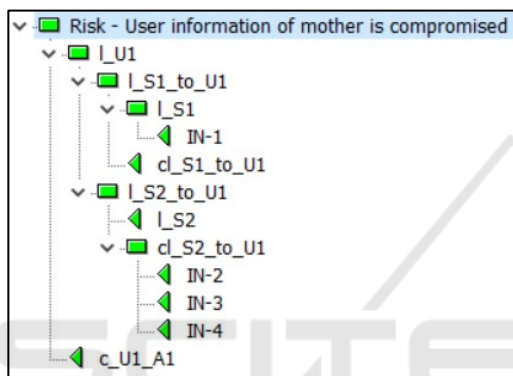 Risk - User information of mother is compromised
l_U1
l_S1_to_U1
l_S1
IN-1
cl_S1_to_U1
l_S2_to_U1
l_S2
cl_S2_to_U1
IN-2
IN-3
IN-4
c_U1_A1